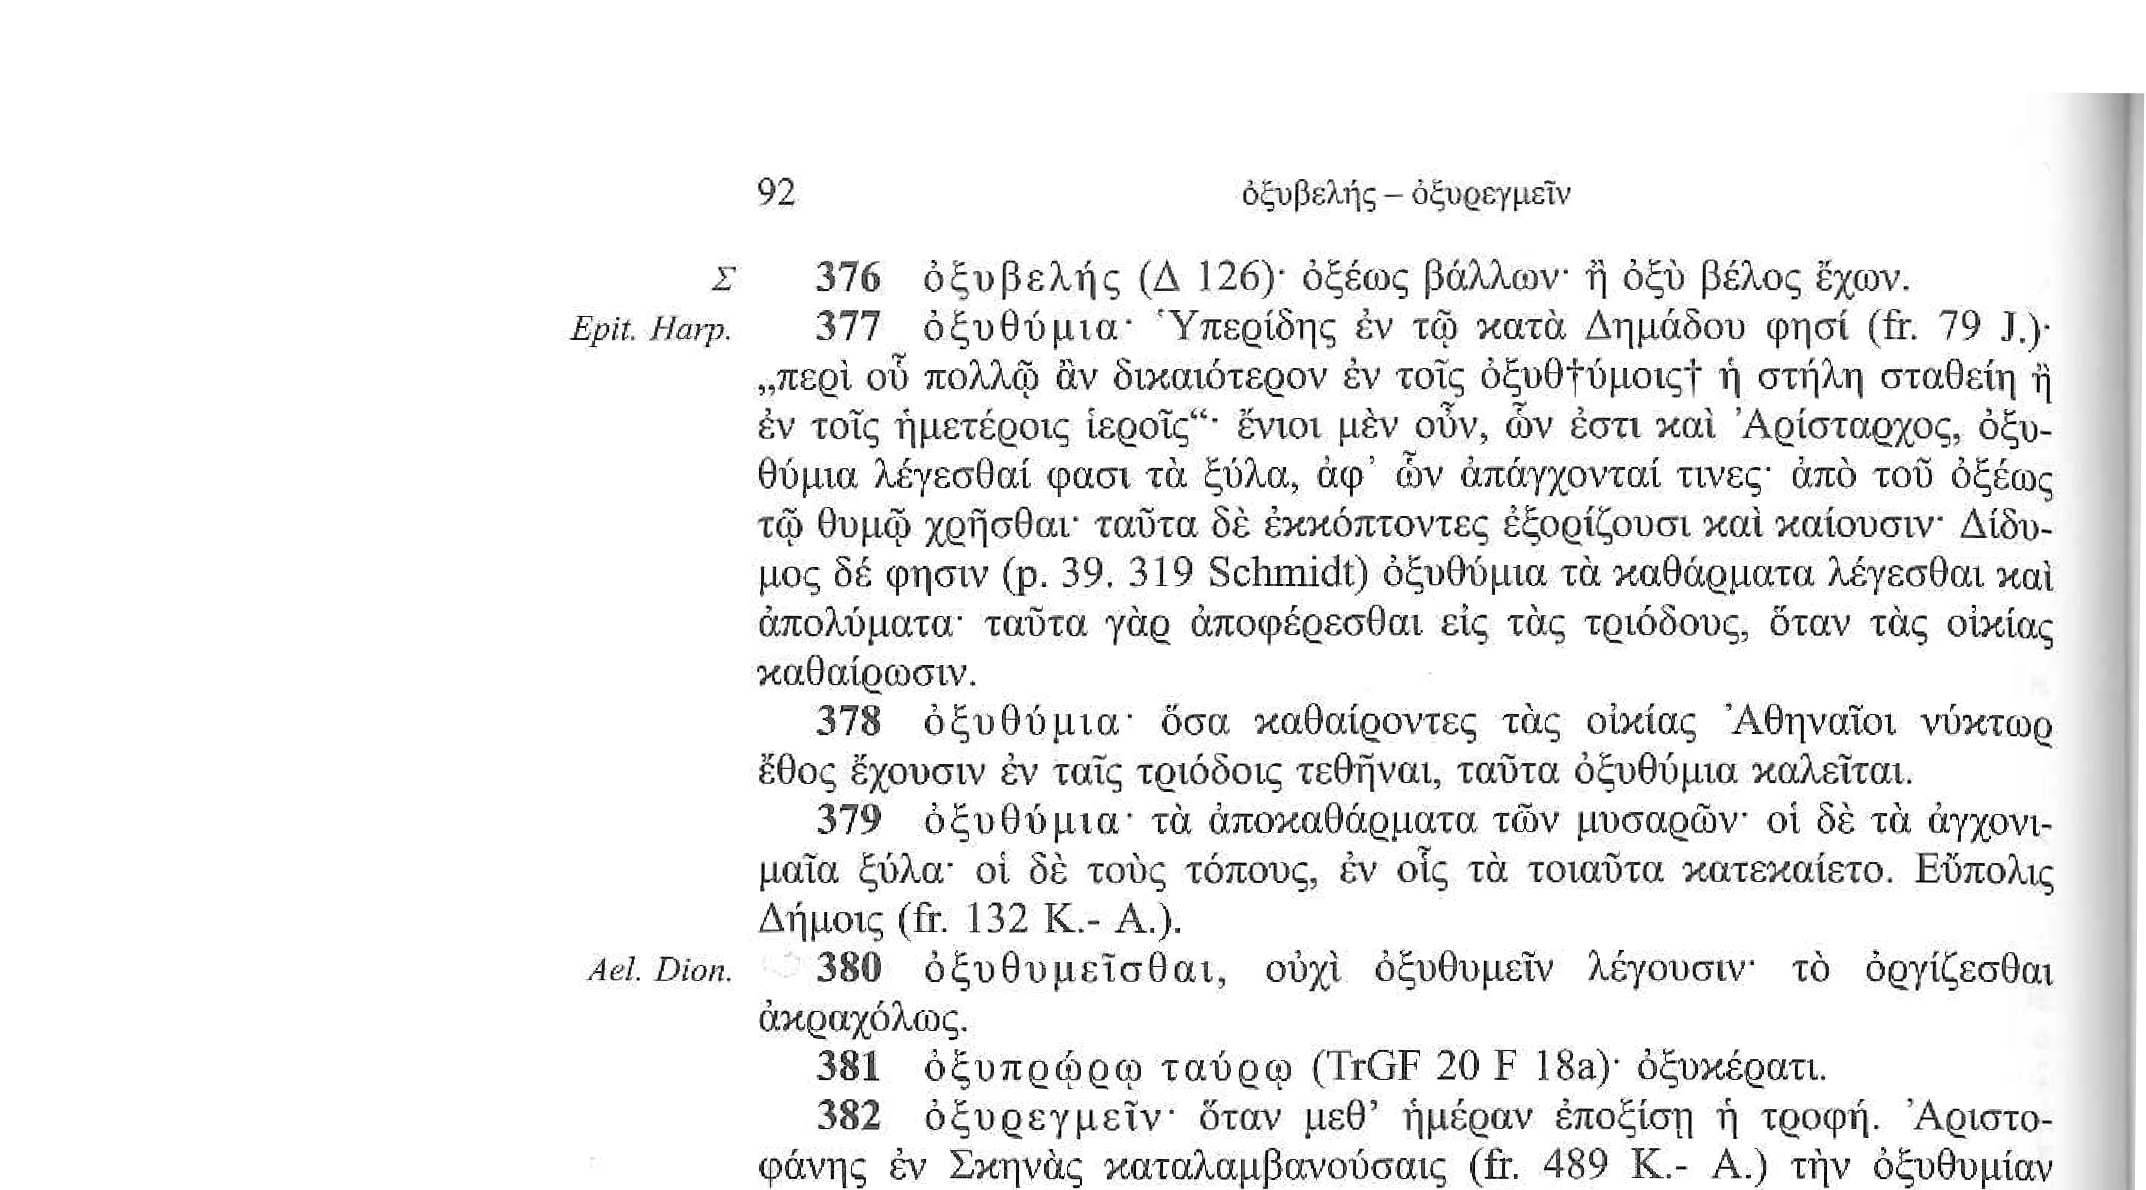 92 ὀξυβελής – ὀξυρεγμεῖν
Σ 376 ὀξυβελής (Δ 126)· ὀξέως βάλλων· ἢ ὀξὺ βέλος ἔχων.
Epit. Harp. 377 ὀξυθύμια· Ὑπερίδης ἐν τῷ κατὰ Δημάδου φησί (fr. 79 J.)·
„περὶ οὗ πολλῷ ἂν δικαιότερον ἐν τοῖς ὀξυθ†ύμοις† ἡ στήλη σταθείη ἢ
ἐν τοῖς ἡμετέροις ἱεροῖς“· ἔνιοι μὲν οὖν, ὧν ἐστι καὶ Ἀρίσταρχος, ὀξυ-
θύμια λέγεσθαί φασι τὰ ξύλα, ἀφ’ ὧν ἀπάγχονταί τινες· ἀπὸ τοῦ ὀξέως
τῷ θυμῷ χρῆσθαι· ταῦτα δὲ ἐκκόπτοντες ἐξορίζουσι καὶ καίουσιν· Δίδυ-
μος δέ φησιν (p. 39. 319 Schmidt) ὀξυθύμια τὰ καθάρματα λέγεσθαι καὶ
ἀπολύματα· ταῦτα γὰρ ἀποφέρεσθαι εἰς τὰς τριόδους, ὅταν τὰς οἰκίας
καθαίρωσιν.
378 ὀξυθύμια· ὅσα καθαίροντες τὰς οἰκίας Ἀθηναῖοι νύκτωρ
ἔθος ἔχουσιν ἐν ταῖς τριόδοις τεθῆναι, ταῦτα ὀξυθύμια καλεῖται.
379 ὀξυθύμια· τὰ ἀποκαθάρματα τῶν μυσαρῶν· οἱ δὲ τὰ ἀγχονι-
μαῖα ξύλα· οἱ δὲ τοὺς τόπους, ἐν οἷς τὰ τοιαῦτα κατεκαίετο. Εὔπολις
Δήμοις (fr. 132 K.- A.).
Ael. Dion. 380 ὀξυθυμεῖσθαι, οὐχὶ ὀξυθυμεῖν λέγουσιν· τὸ ὀργίζεσθαι
ἀκραχόλως.
381 ὀξυπρῴρῳ ταύρῳ (TrGF 20 F 18a)· ὀξυκέρατι.
382 ὀξυρεγμεῖν· ὅταν μεθ’ ἡμέραν ἐποξίσῃ ἡ τροφή. Ἀριστο-
φάνης ἐν Σκηνὰς καταλαμβανούσαις (fr. 489 K.- A.) τὴν ὀξυθυμίαν